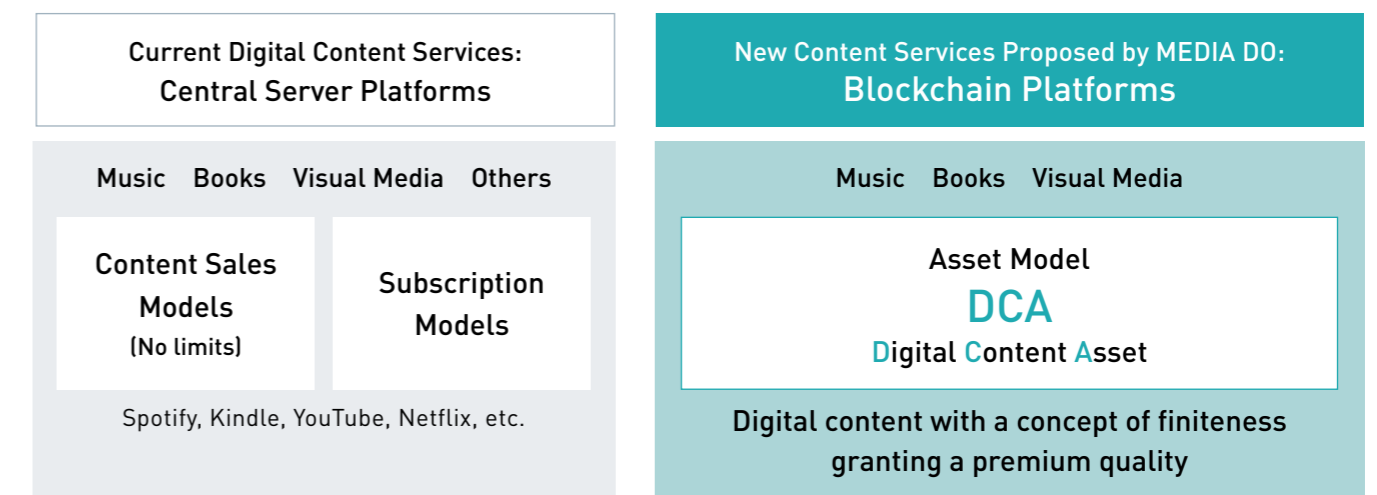 Current Digital Content Services:
Central Server Platforms
Music Books Visual Media Others
Content Sales
Models
(No limits)
Subscription
Models
Spotify, Kindle, YouTube, Netflix, etc.
New Content Services Proposed by MEDIA DO:
Blockchain Platforms
Music Books Visual Media
Asset Model
DCA
Digital Content Asset
Digital content with a concept of finiteness
granting a premium quality